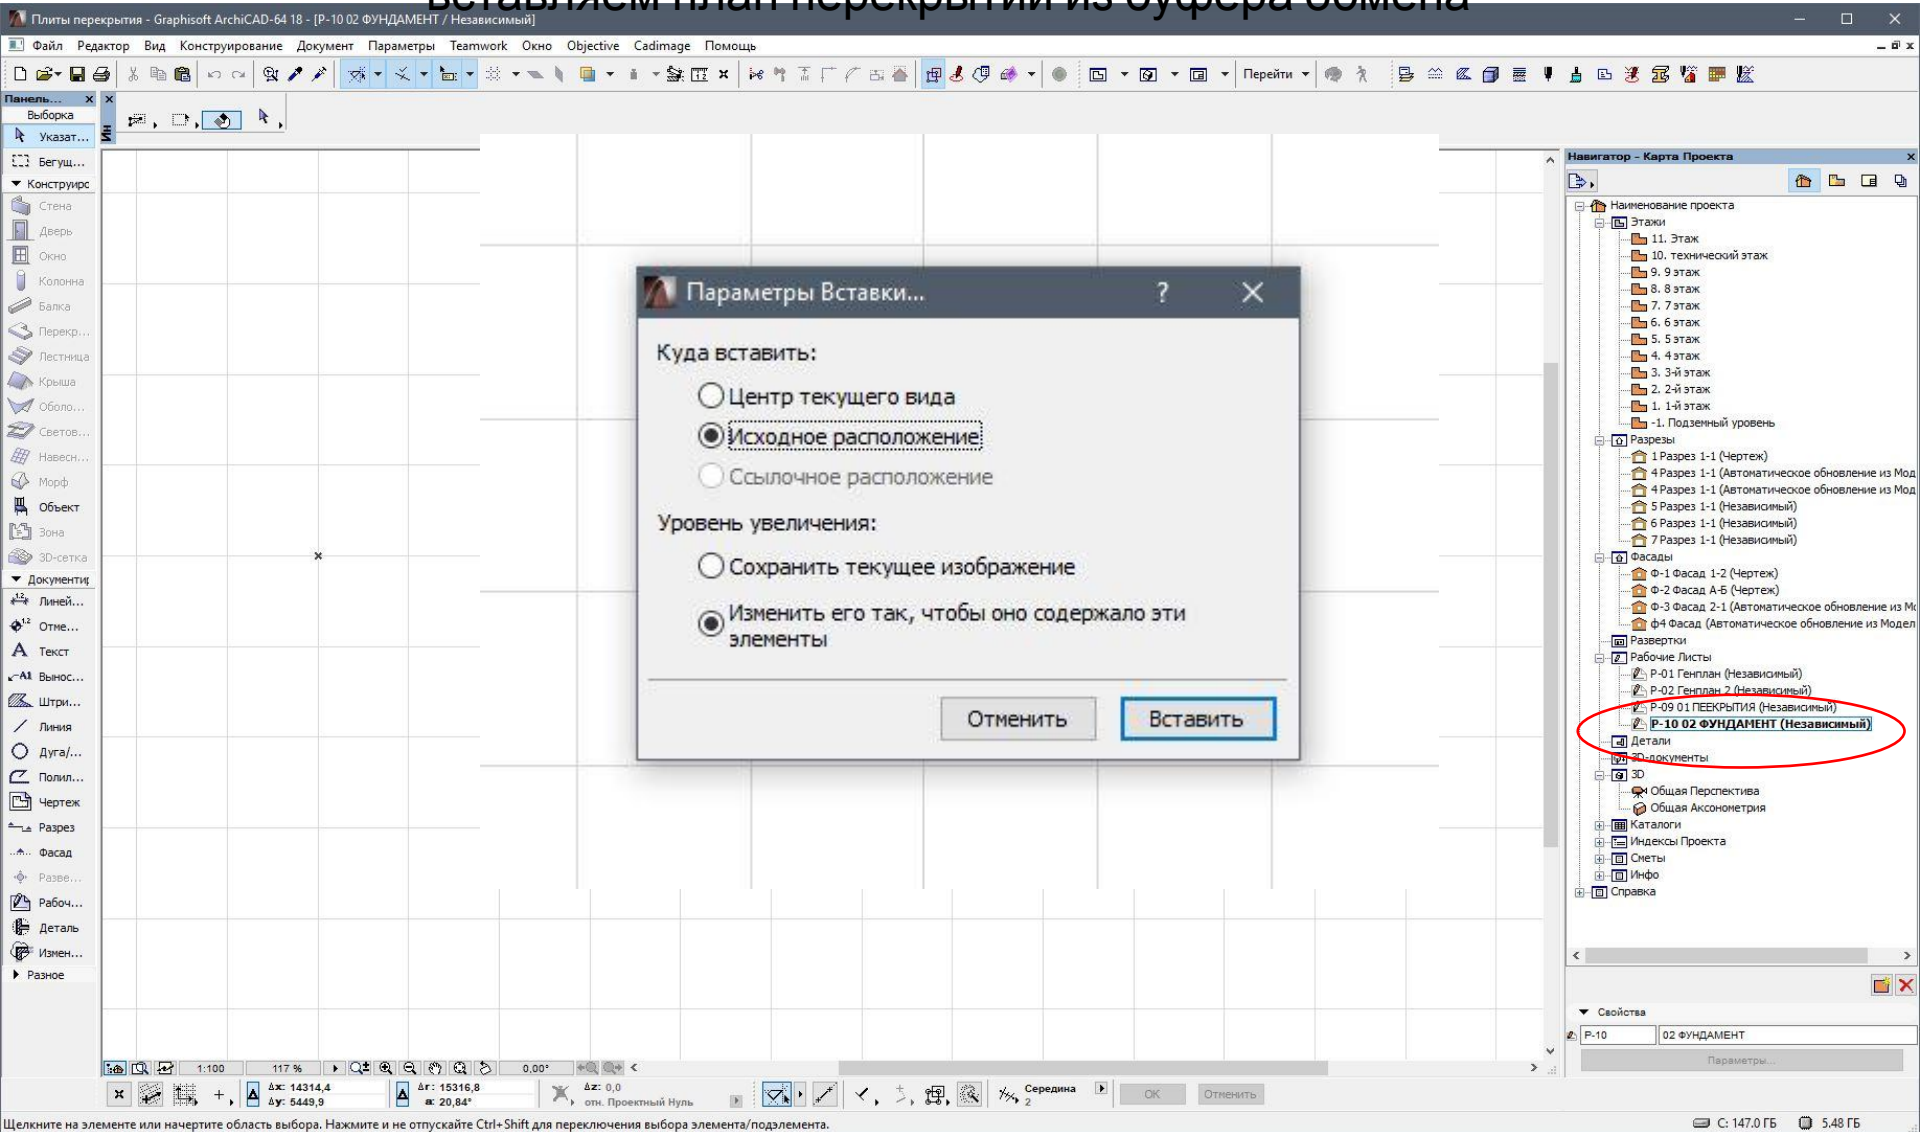 вставляем план перекрытий из буфера обмена
Плиты перекрытия - Graphisoft ArchiCAD-64 18 - [Р-10 02 ФУНДАМЕНТ / Независимый]
Файл Редактор Вид Конструирование Документ Параметры Teamwork Окно Objective Cadimage Помощь
Перейти
Панель...
Выборка
Ин
Указат...
Бегущ...
Конструирс
Стена
Дверь
Окно
Колонна
Балка
Перекр...
Лестница
Крыша
Оболо...
Светов...
Навесн...
Морф
Объект
Зона
3D-сетка
Документир
Линей...
Отме...
Текст
Вынос...
Штри...
Линия
Дуга/...
Полил...
Чертеж
Разрез
Фасад
Разве...
Рабоч...
Деталь
Измен...
Разное
Параметры Вставки...
Куда вставить:
Центр текущего вида
Исходное расположение
Ссылочное расположение
Уровень увеличения:
Сохранить текущее изображение
Изменить его так, чтобы оно содержало эти
элементы
Отменить Вставить
Навигатор - Карта Проекта
Наименование проекта
Этажи
11. Этаж
10. технический этаж
9. 9 этаж
8. 8 этаж
7. 7 этаж
6. 6 этаж
5. 5 этаж
4. 4 этаж
3. 3-й этаж
2. 2-й этаж
1. 1-й этаж
-1. Подземный уровень
Разрезы
1 Разрез 1-1 (Чертеж)
4 Разрез 1-1 (Автоматическое обновление из Мод
4 Разрез 1-1 (Автоматическое обновление из Мод
5 Разрез 1-1 (Независимый)
6 Разрез 1-1 (Независимый)
7 Разрез 1-1 (Независимый)
Фасады
Ф-1 Фасад 1-2 (Чертеж)
Ф-2 Фасад А-Б (Чертеж)
Ф-3 Фасад 2-1 (Автоматическое обновление из Мо
ф4 Фасад (Автоматическое обновление из Модел
Развертки
Рабочие Листы
Р-01 Генплан (Независимый)
Р-02 Генплан 2 (Независимый)
Р-09 01 ПЕЕКРЫТИЯ (Независимый)
Р-10 02 ФУНДАМЕНТ (Независимый)
Детали
3D-документы
3D
Общая Перспектива
Общая Аксонометрия
Каталоги
Индексы Проекта
Сметы
Инфо
Справка
Свойства
Р-10 02 ФУНДАМЕНТ
Параметры...
1:100 117 % 0,00°
Δx: 14314,4 Δr: 15316,8 Δz: 0,0
Δy: 5449,9 a: 20,84° отн. Проектный Нуль
Середина
2
ОК Отменить
Щелкните на элементе или начертите область выбора. Нажмите и не отпускайте Ctrl+Shift для переключения выбора элемента/подэлемента.
C: 147.0 ГБ 5.48 ГБ